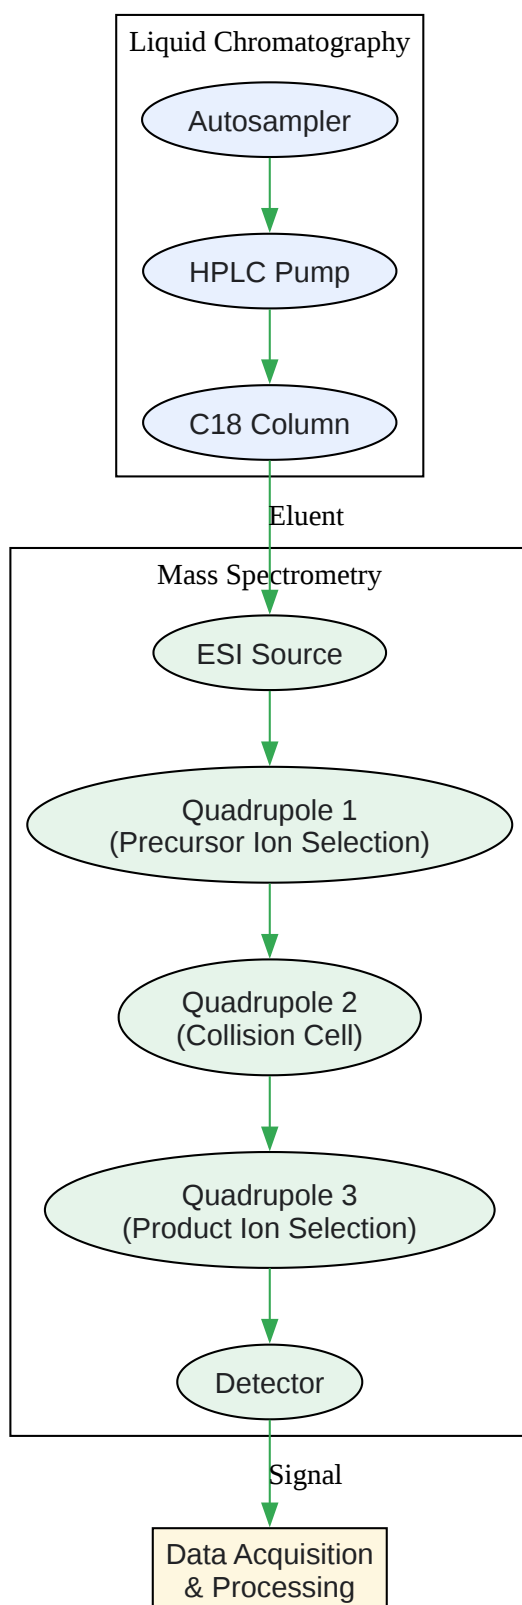 Liquid Chromatography
Autosampler
HPLC Pump
C18 Column
Eluent
Mass Spectrometry
ESI Source
Quadrupole 1
(Precursor Ion Selection)
Quadrupole 2
(Collision Cell)
Quadrupole 3
(Product Ion Selection)
Detector
Signal
Data Acquisition
& Processing